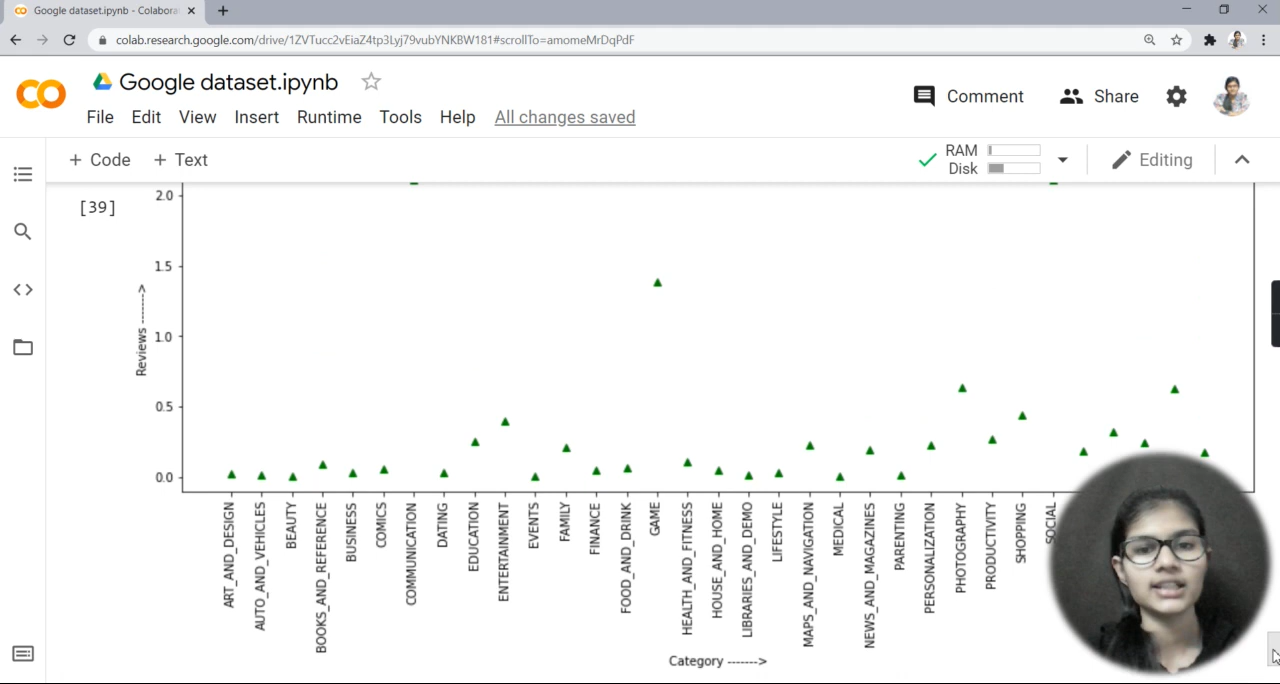 Google dataset.ipynb - Colabora
colab.research.google.com/drive/1ZVTucc2vEiaZ4tp3Lyj79vubYNKBW181#scrollTo=amomeMrDqPdF
Google dataset.ipynb
Comment
Share
File Edit View Insert Runtime Tools Help All changes saved
+ Code + Text
RAM
Disk
Editing
[39]
2.0
1.5
1.0
0.5
0.0
Reviews ------->
ART_AND_DESIGN
AUTO_AND_VEHICLES
BEAUTY
BOOKS_AND_REFERENCE
BUSINESS
COMICS
COMMUNICATION
DATING
EDUCATION
ENTERTAINMENT
EVENTS
FAMILY
FINANCE
FOOD_AND_DRINK
GAME
HEALTH_AND_FITNESS
HOUSE_AND_HOME
LIBRARIES_AND_DEMO
LIFESTYLE
MAPS_AND_NAVIGATION
MEDICAL
NEWS_AND_MAGAZINES
PARENTING
PERSONALIZATION
PHOTOGRAPHY
PRODUCTIVITY
SHOPPING
SOCIAL
Category ------->